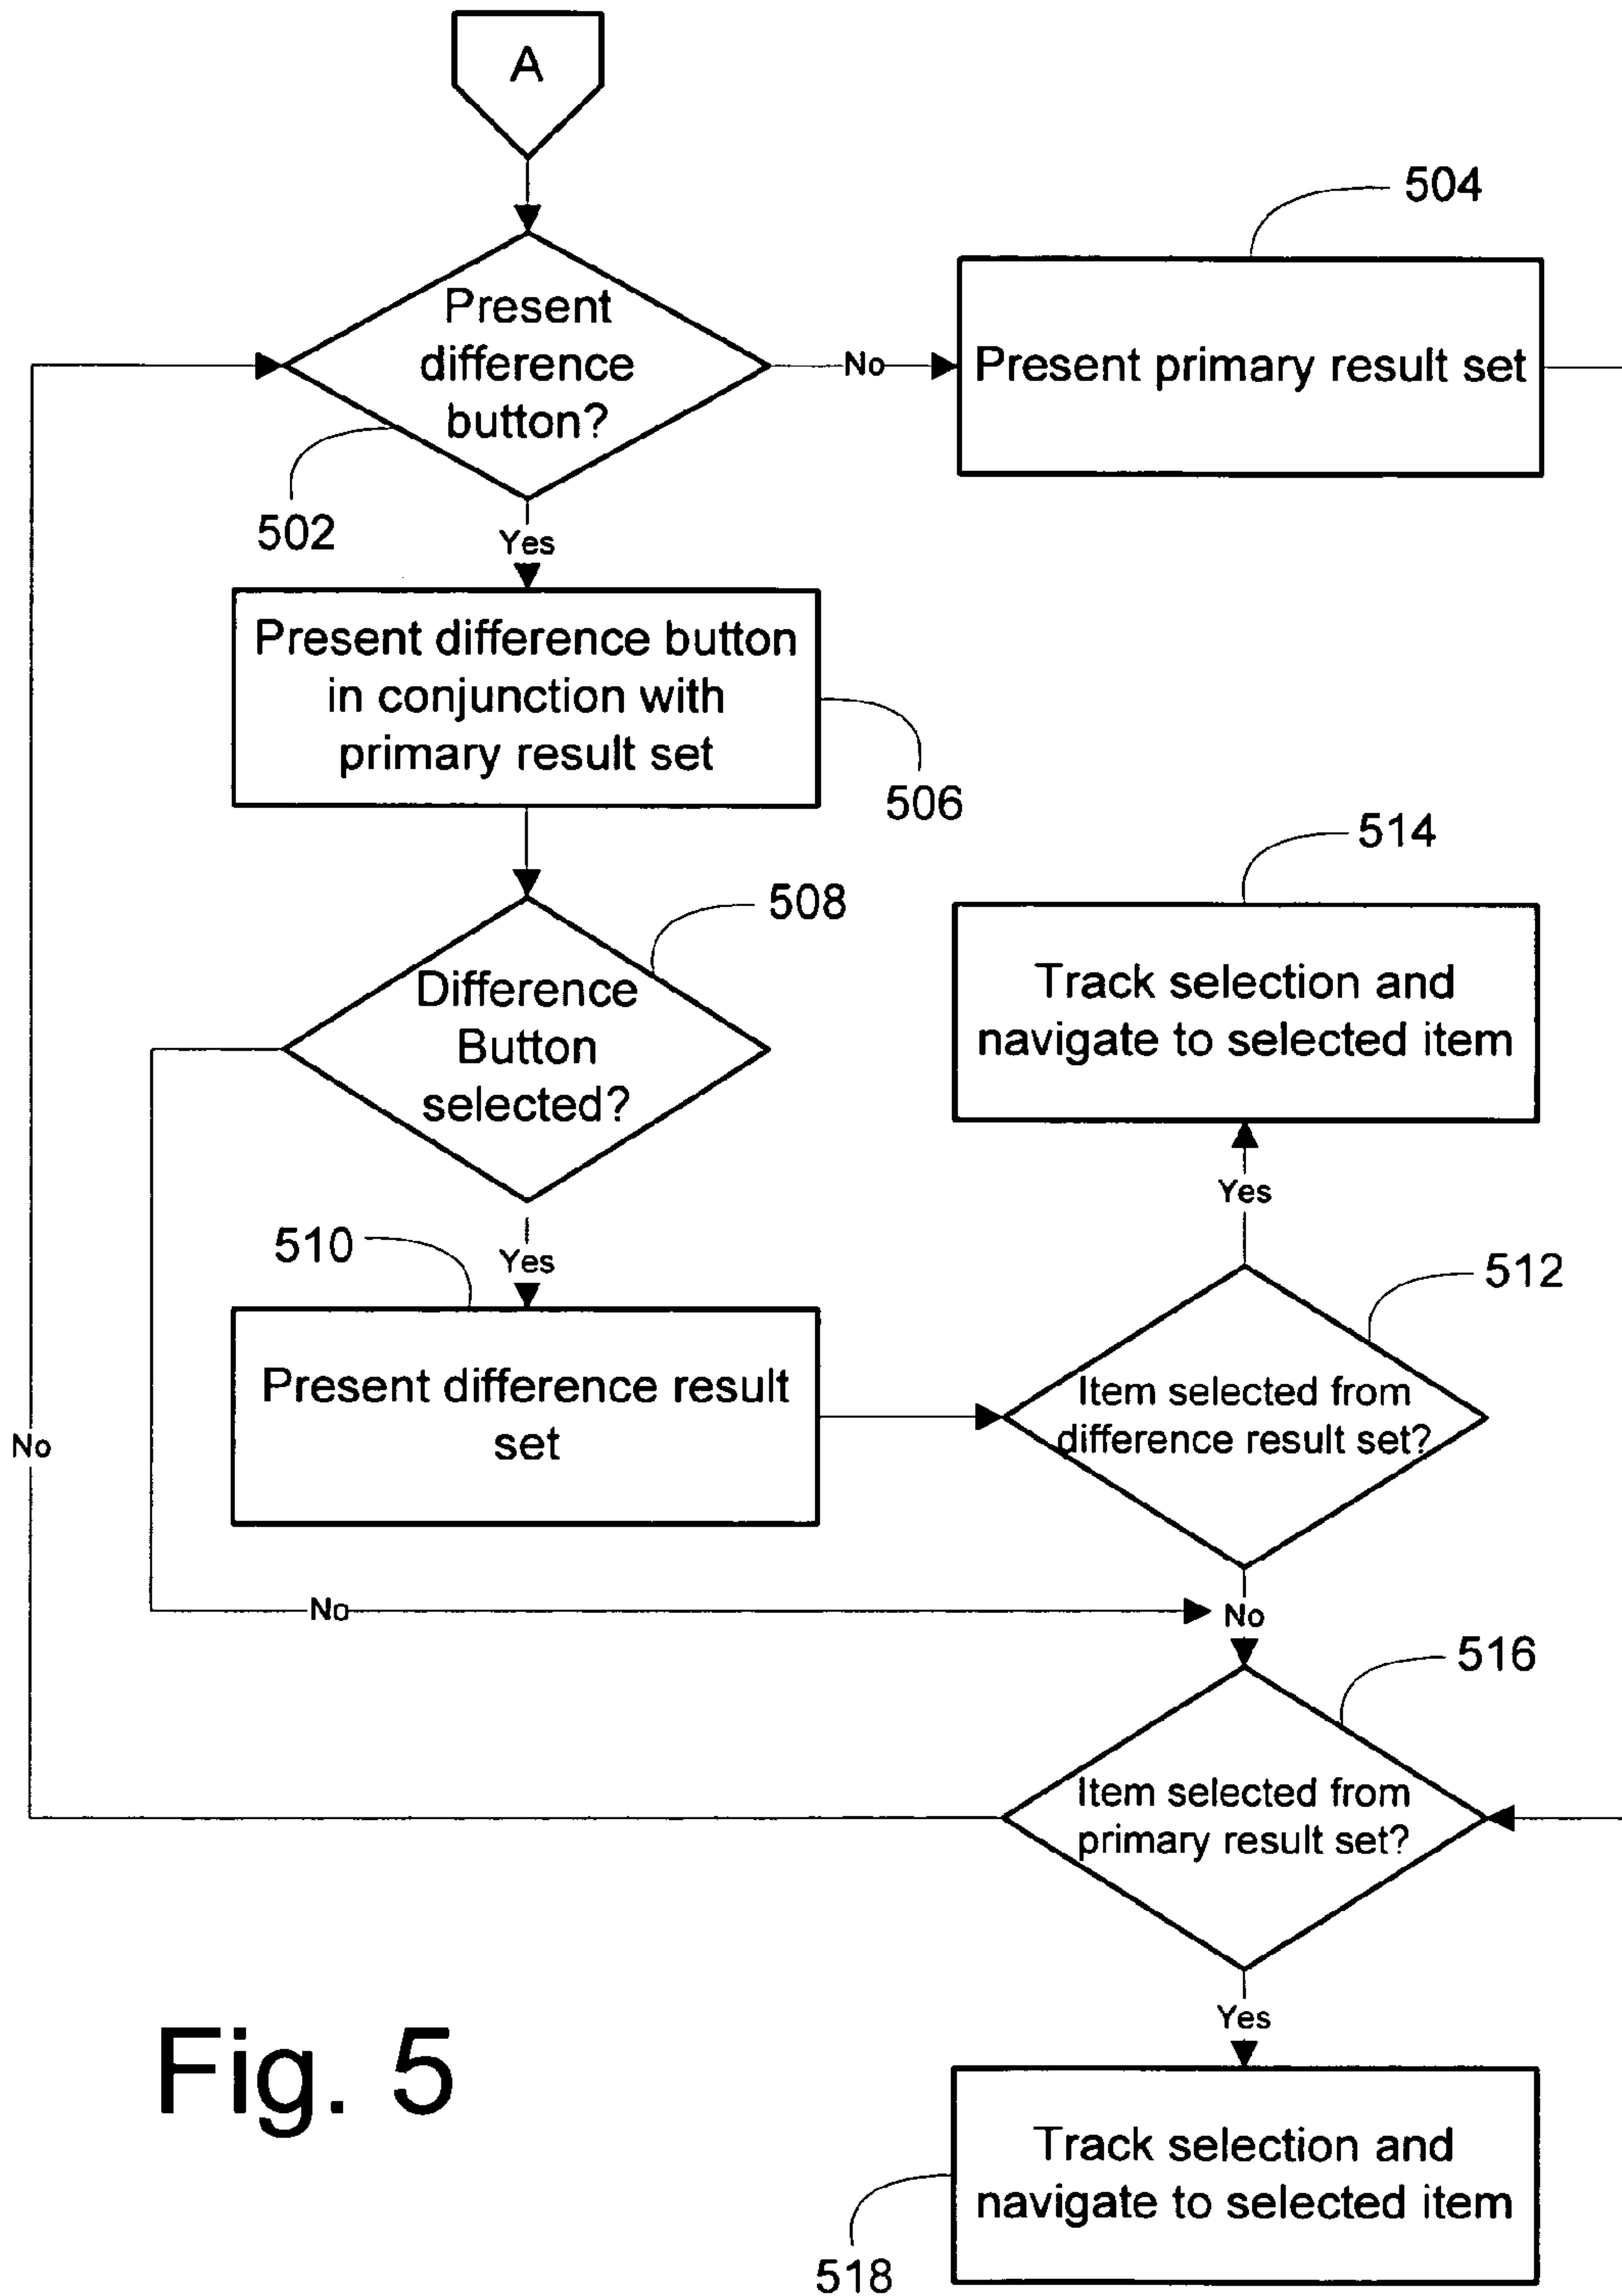 A
504
Present
difference
button?
No
Present primary result set
502
Yes
Present difference button
in conjunction with
primary result set
506
514
508
Difference
Button
selected?
Track selection and
navigate to selected item
Yes
510
Yes
512
Present difference result
set
Item selected from
difference result set?
No
No
No
516
Item selected from
primary result set?
Yes
Fig. 5
Track selection and
navigate to selected item
518